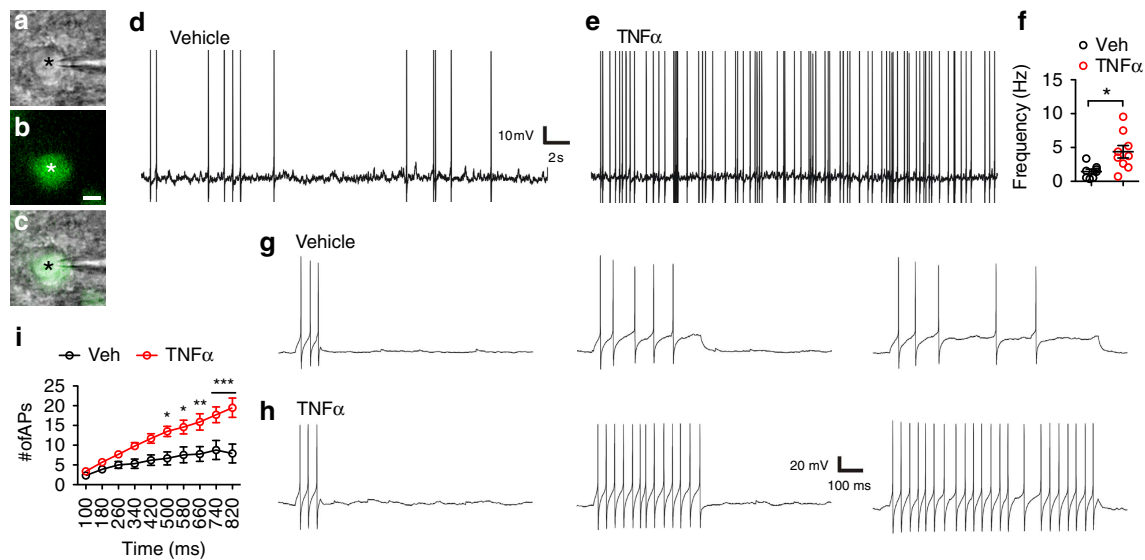 a
*
b
*
c
*
d
Vehicle
10mV
2s
e
TNFα
f
Veh
TNFα
Frequency (Hz)
15
10
5
0
*
g
Vehicle
h
TNFα
20 mV
100 ms
i
Veh
TNFα
#ofAPs
25
20
15
10
5
0
* * ** ***
100 180 260 340 420 500 580 660 740 820
Time (ms)